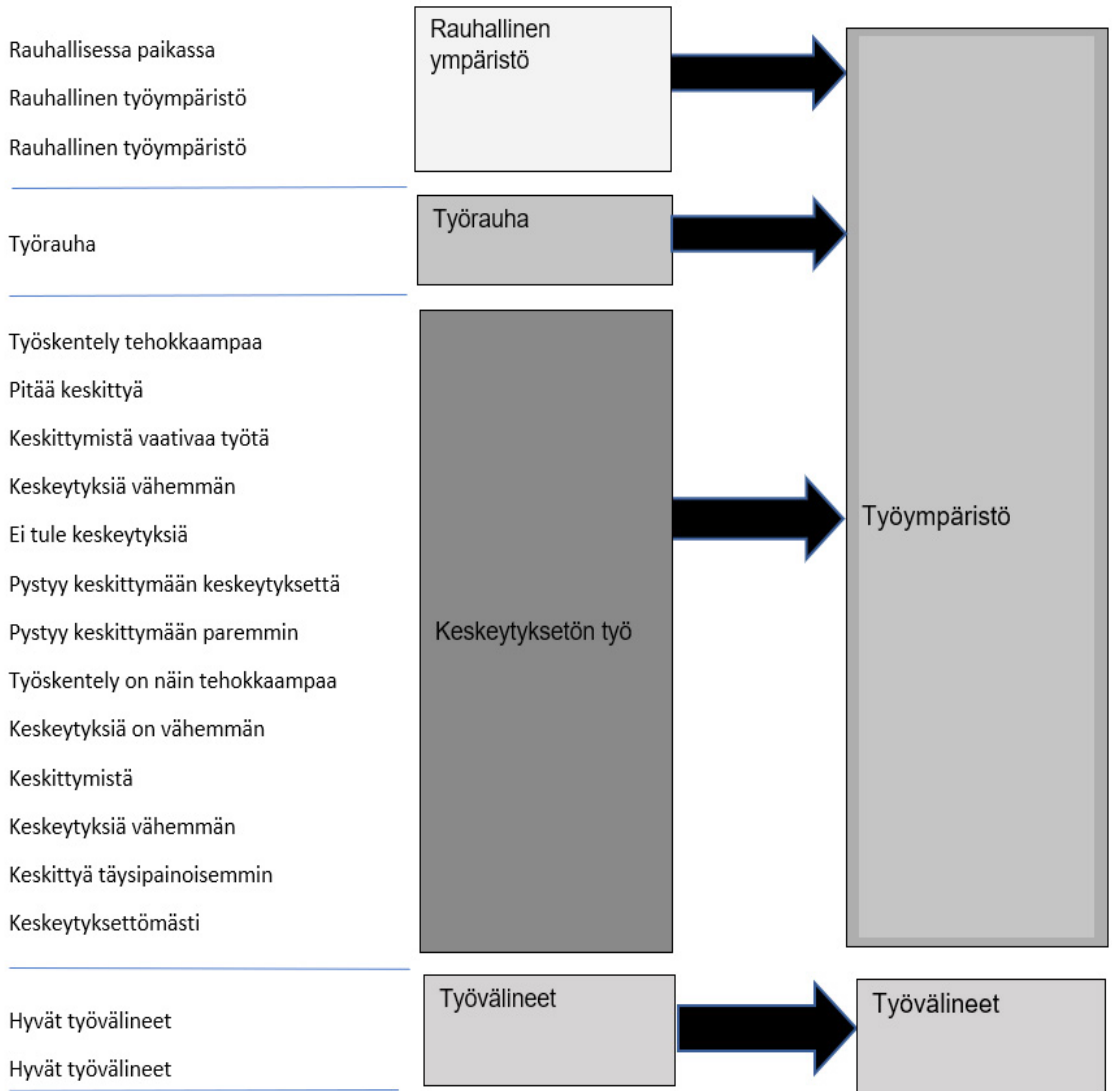 Rauhallisessa paikassa
Rauhallinen työympäristö
Rauhallinen työympäristö
Rauhallinen
ympäristö
Työrauha
Työrauha
Työskentely tehokkaampaa
Pitää keskittyä
Keskittymistä vaativaa työtä
Keskeytyksiä vähemmän
Ei tule keskeytyksiä
Pystyy keskittymään keskeytyksettä
Pystyy keskittymään paremmin
Työskentely on näin tehokkaampaa
Keskeytyksiä on vähemmän
Keskittymistä
Keskeytyksiä vähemmän
Keskittyä täysipainoisemmin
Keskeytyksettömästi
Keskeytyksetön työ
Työympäristö
Hyvät työvälineet
Hyvät työvälineet
Työvälineet
Työvälineet